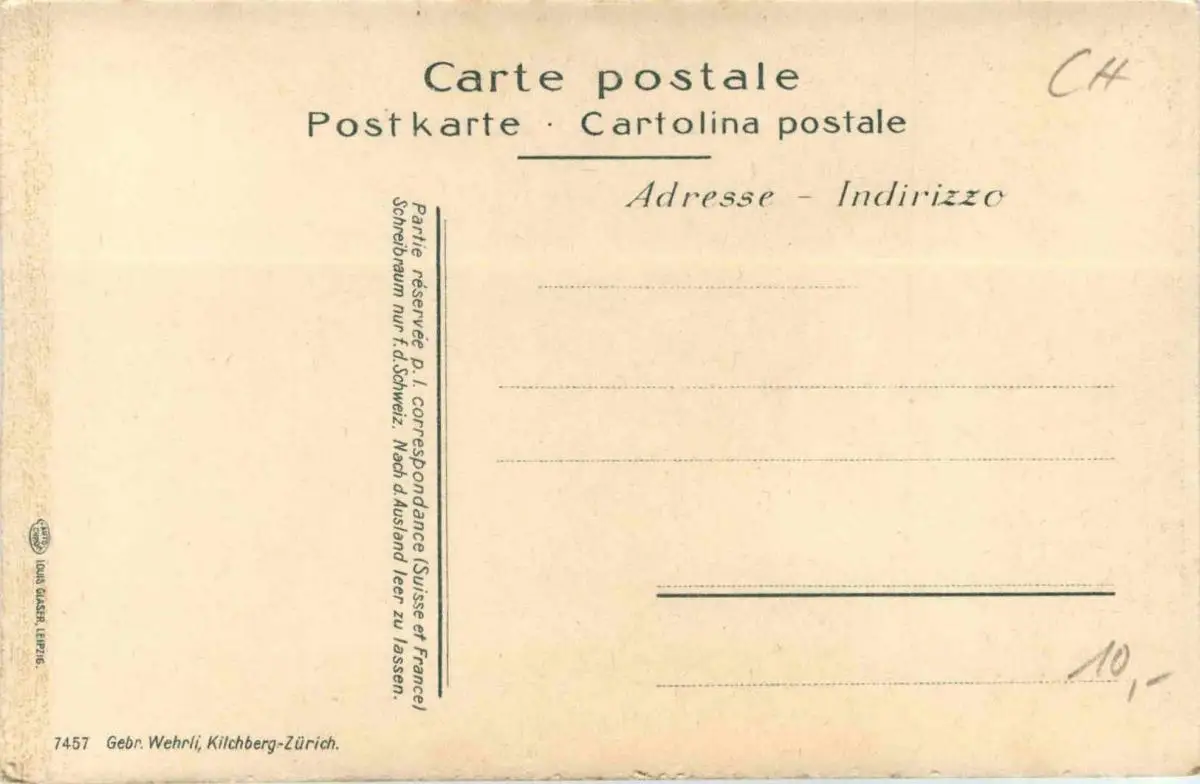 Carte postale
CH
Postkarte · Cartolina postale
Adresse - Indirizzo
Partie réservée p. l. correspondance (Suisse et France)
Schreibraum nur f. d. Schweiz. Nach d. Ausland leer zu lassen.
LOUIS GLASER, LEIPZIG.
10,-
7457 Gebr. Wehrli, Kilchberg-Zürich.